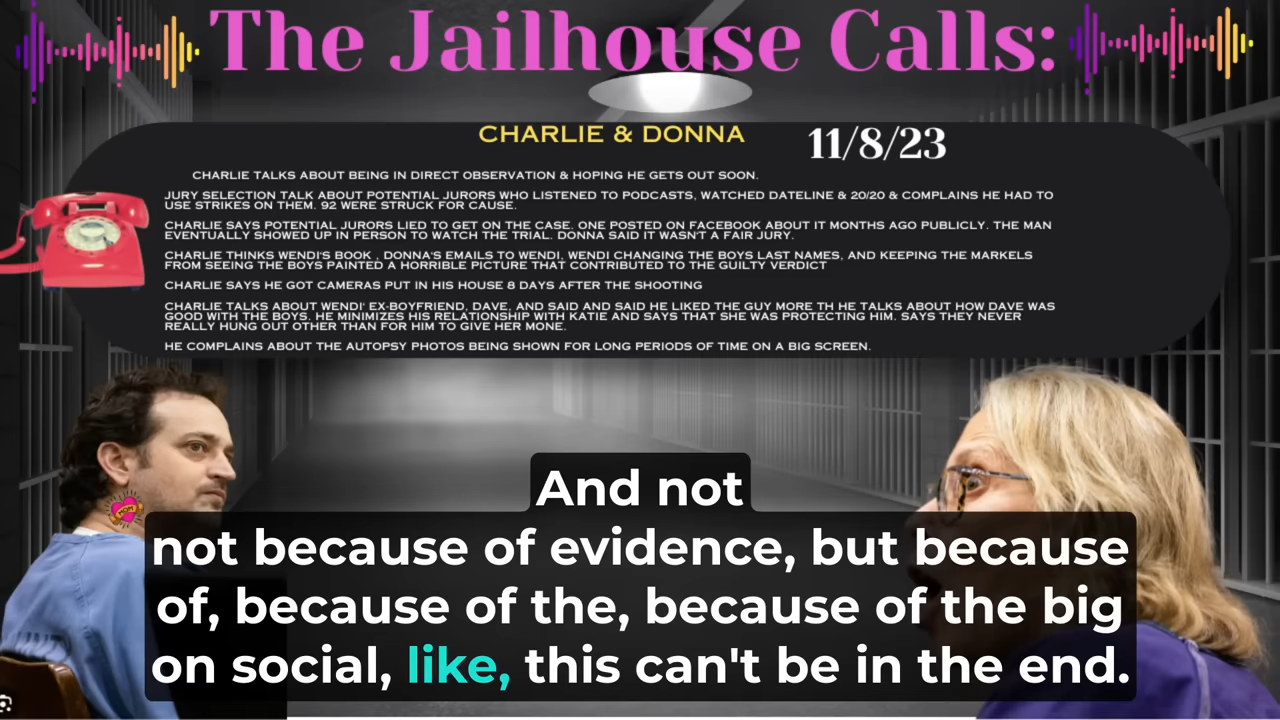 The Jailhouse Calls:
CHARLIE & DONNA
11/8/23
CHARLIE TALKS ABOUT BEING IN DIRECT OBSERVATION & HOPING HE GETS OUT SOON.
JURY SELECTION TALK ABOUT POTENTIAL JURORS WHO LISTENED TO PODCASTS, WATCHED DATELINE & 20/20 & COMPLAINS HE HAD TO
USE STRIKES ON THEM. 92 WERE STRUCK FOR CAUSE.
CHARLIE SAYS POTENTIAL JURORS LIED TO GET ON THE CASE. ONE POSTED ON FACEBOOK ABOUT IT MONTHS AGO PUBLICLY. THE MAN
EVENTUALLY SHOWED UP IN PERSON TO WATCH THE TRIAL. DONNA SAID IT WASN'T A FAIR JURY.
CHARLIE THINKS WENDI'S BOOK , DONNA'S EMAILS TO WENDI, WENDI CHANGING THE BOYS LAST NAMES, AND KEEPING THE MARKELS
FROM SEEING THE BOYS PAINTED A HORRIBLE PICTURE THAT CONTRIBUTED TO THE GUILTY VERDICT
CHARLIE SAYS HE GOT CAMERAS PUT IN HIS HOUSE 8 DAYS AFTER THE SHOOTING
CHARLIE TALKS ABOUT WENDI' EX-BOYFRIEND, DAVE, AND SAID AND SAID HE LIKED THE GUY MORE TH HE TALKS ABOUT HOW DAVE WAS
GOOD WITH THE BOYS. HE MINIMIZES HIS RELATIONSHIP WITH KATIE AND SAYS THAT SHE WAS PROTECTING HIM. SAYS THEY NEVER
REALLY HUNG OUT OTHER THAN FOR HIM TO GIVE HER MONE.
HE COMPLAINS ABOUT THE AUTOPSY PHOTOS BEING SHOWN FOR LONG PERIODS OF TIME ON A BIG SCREEN.
MOM
And not
not because of evidence, but because
of, because of the, because of the big
on social, like, this can't be in the end.